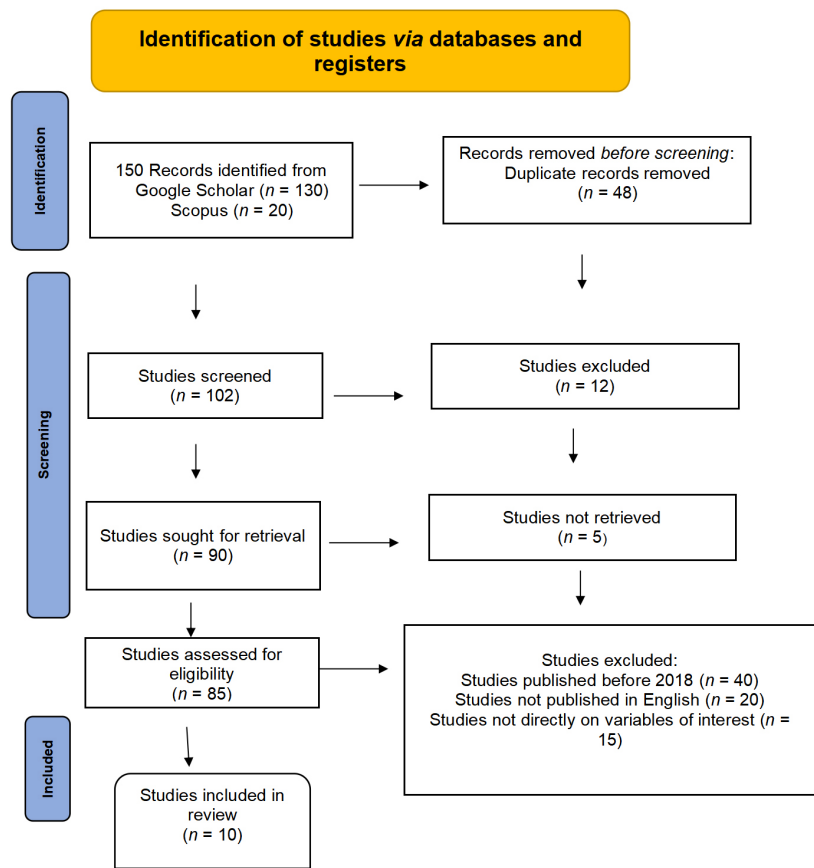 Identification of studies via databases and
registers
Identification
150 Records identified from
Google Scholar (n = 130)
Scopus (n = 20)
Records removed before screening:
Duplicate records removed
(n = 48)
Screening
Studies screened
(n = 102)
Studies excluded
(n = 12)
Studies sought for retrieval
(n = 90)
Studies not retrieved
(n = 5)
Studies assessed for
eligibility
(n = 85)
Studies excluded:
Studies published before 2018 (n = 40)
Studies not published in English (n = 20)
Studies not directly on variables of interest (n =
15)
Included
Studies included in
review
(n = 10)